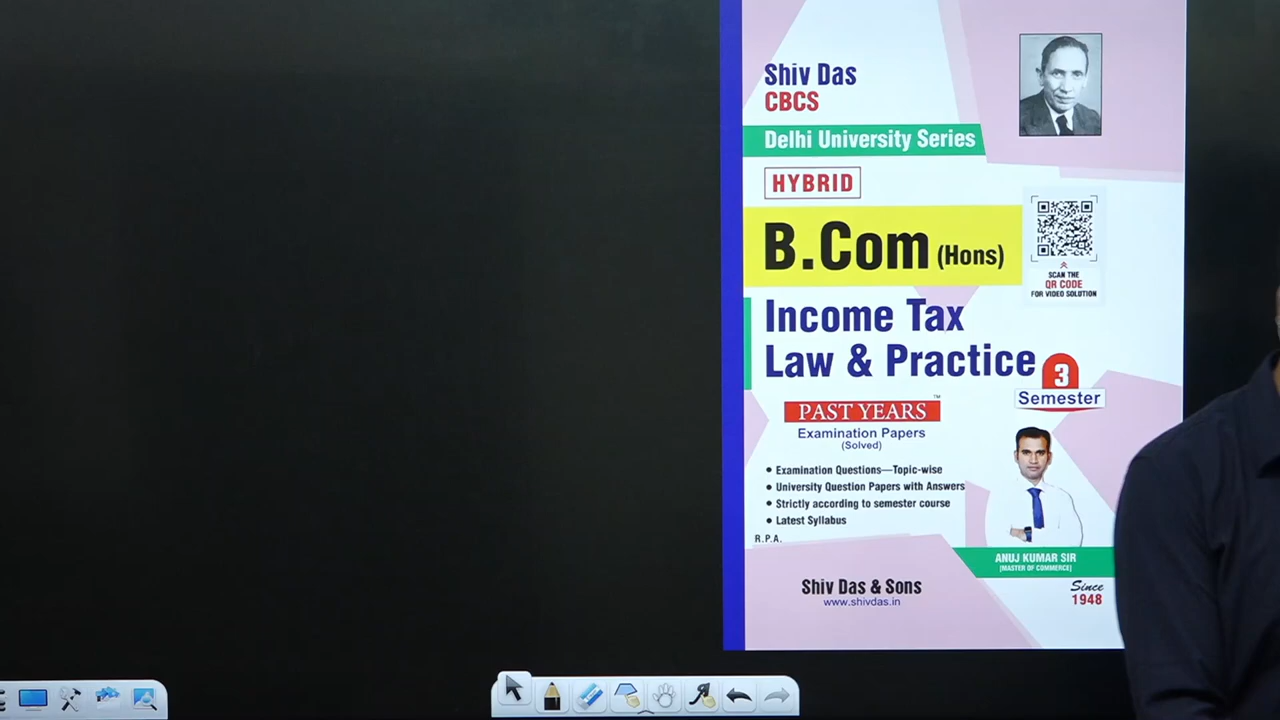 Shiv Das
CBCS
Delhi University Series
HYBRID
B.Com (Hons)
SCAN THE
QR CODE
FOR VIDEO SOLUTION
Income Tax
Law & Practice
3
Semester
PAST YEARS™
Examination Papers
(Solved)
• Examination Questions—Topic-wise
• University Question Papers with Answers
• Strictly according to semester course
• Latest Syllabus
R.P.A.
ANUJ KUMAR SIR
[MASTER OF COMMERCE]
Shiv Das & Sons
www.shivdas.in
Since
1948